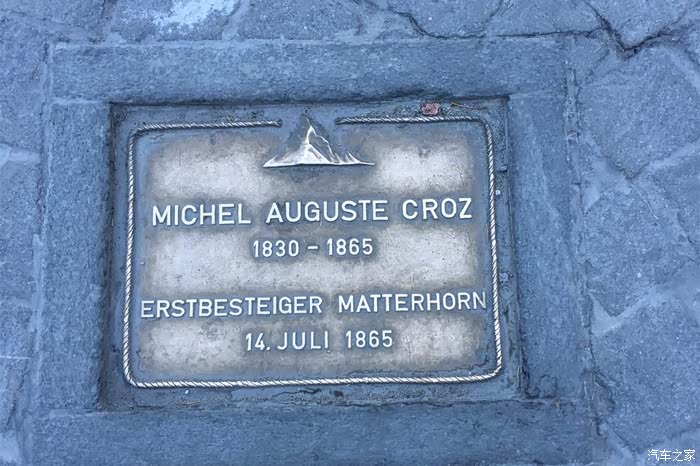 MICHEL AUGUSTE CROZ
1830 - 1865
ERSTBESTEIGER MATTERHORN
14. JULI 1865
汽车之家